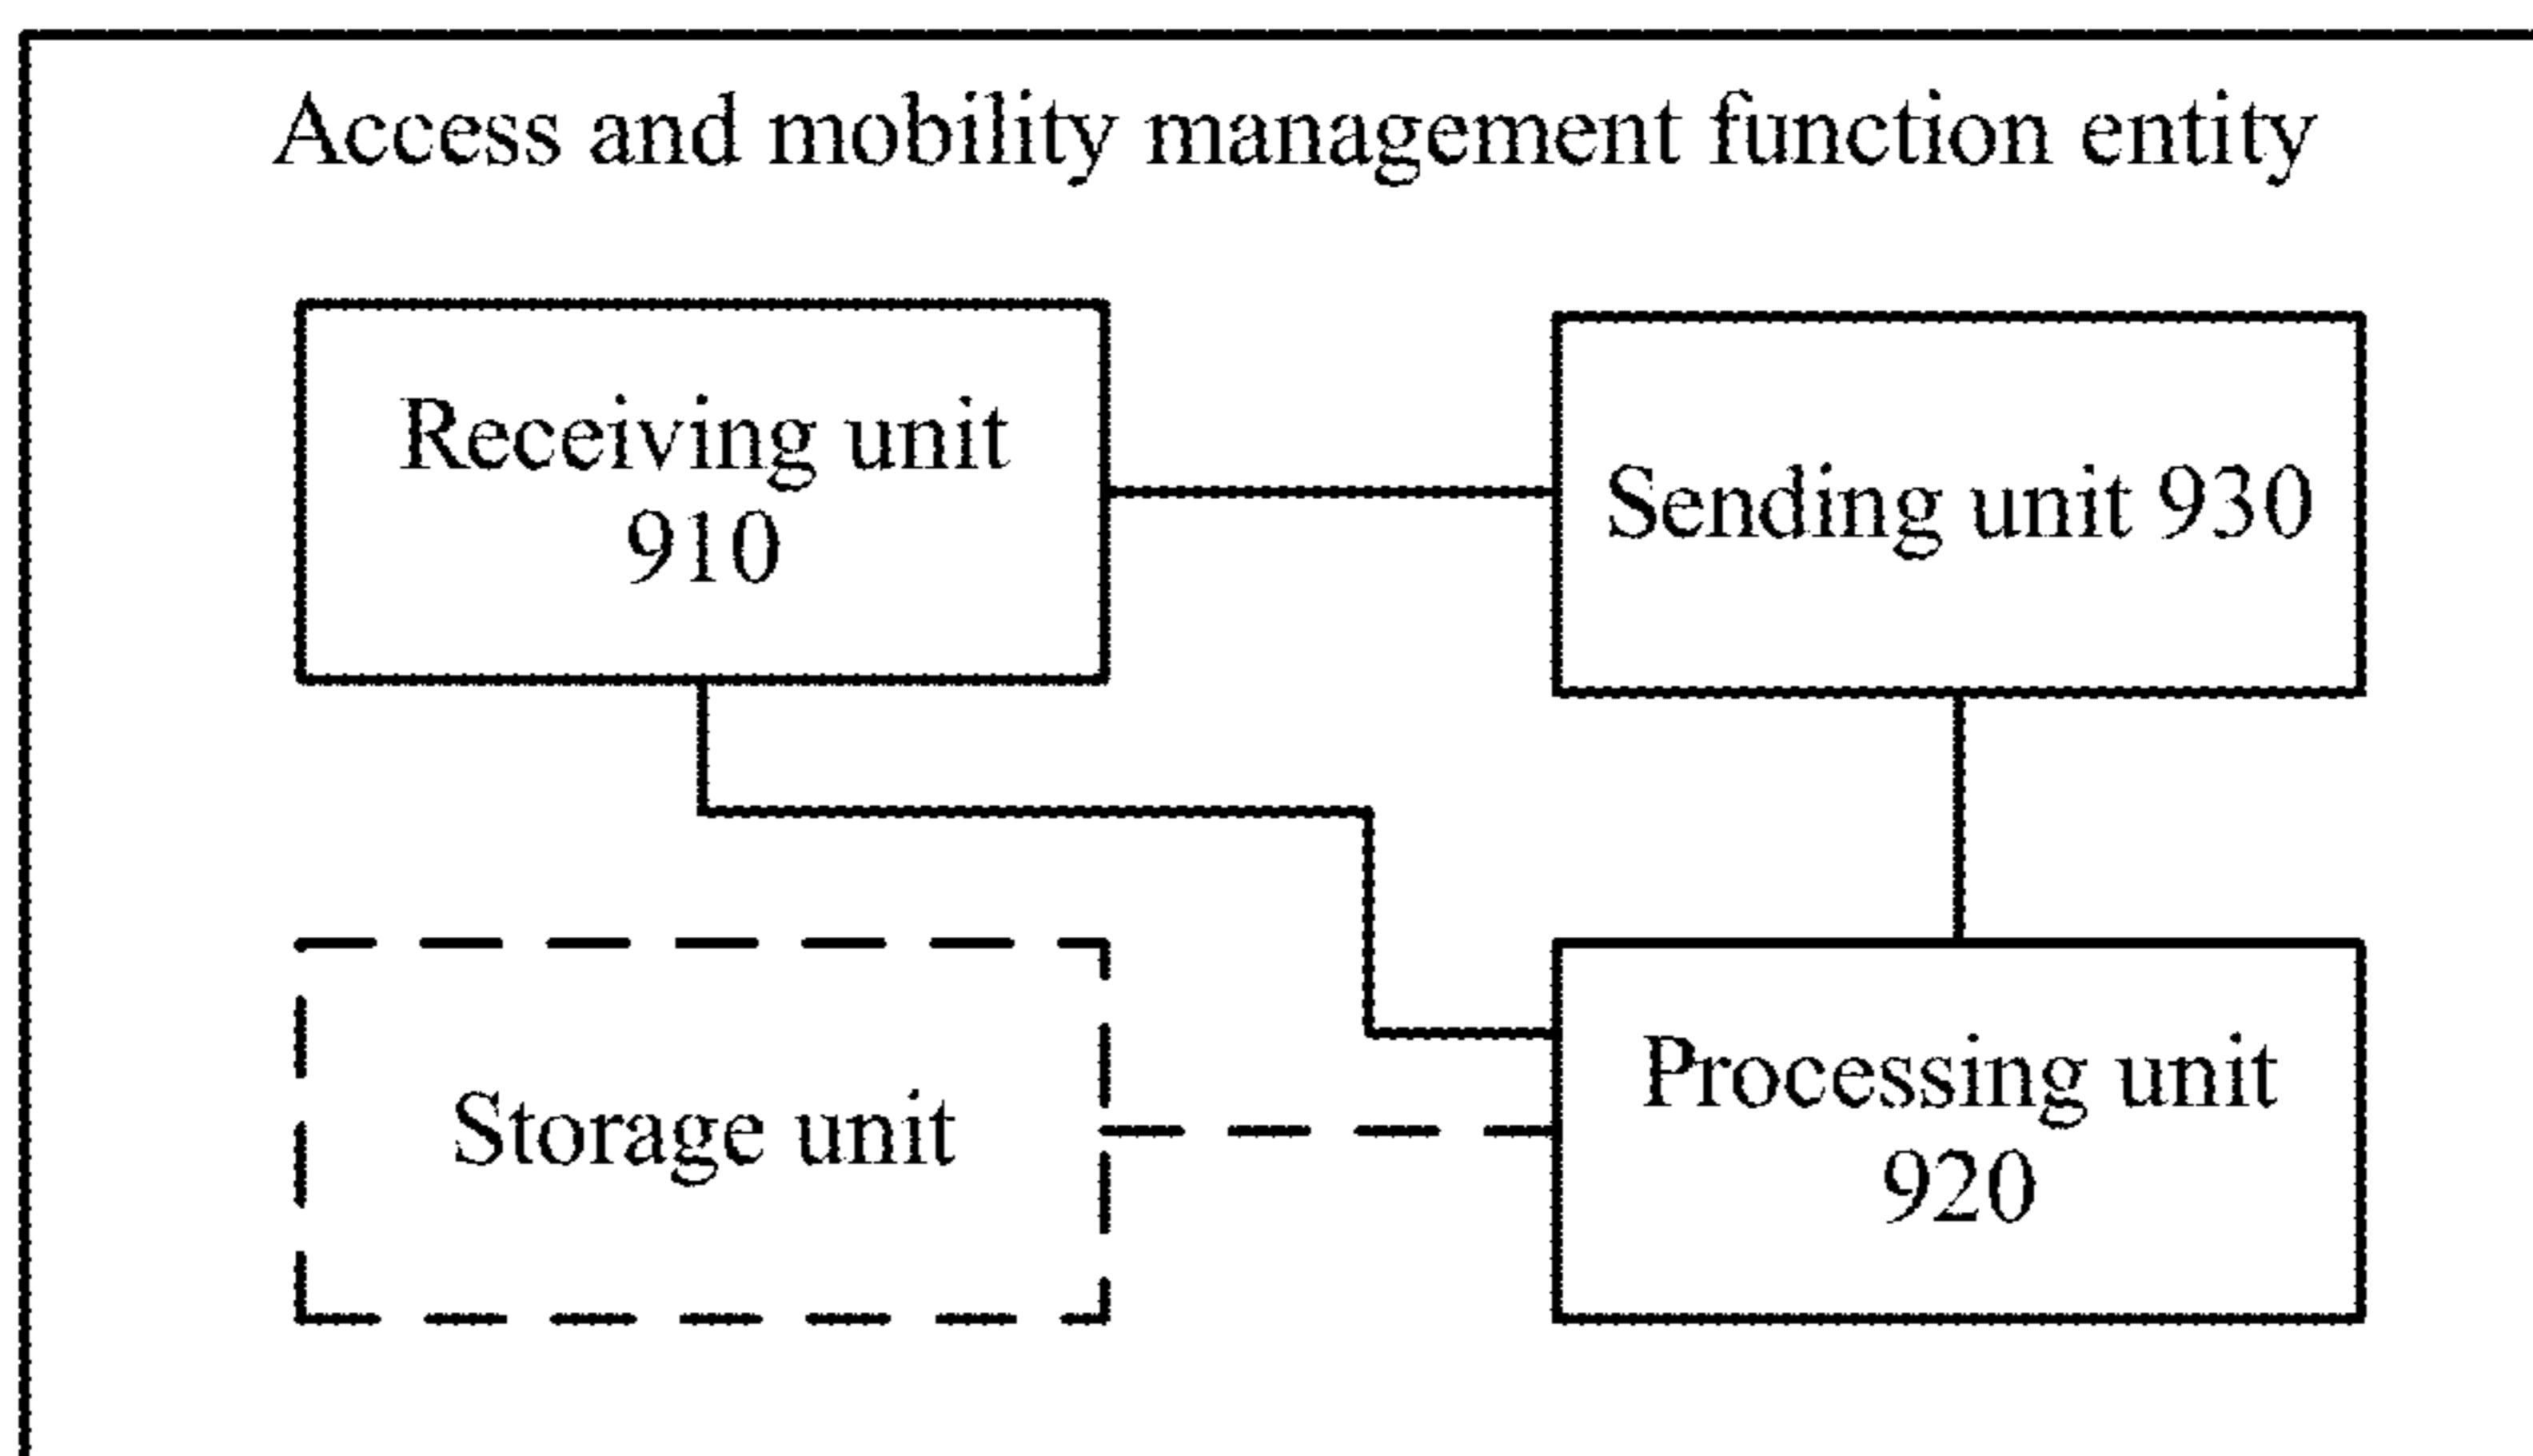 Access and mobility management function entity
Receiving unit
910
Sending unit 930
Storage unit
Processing unit
920